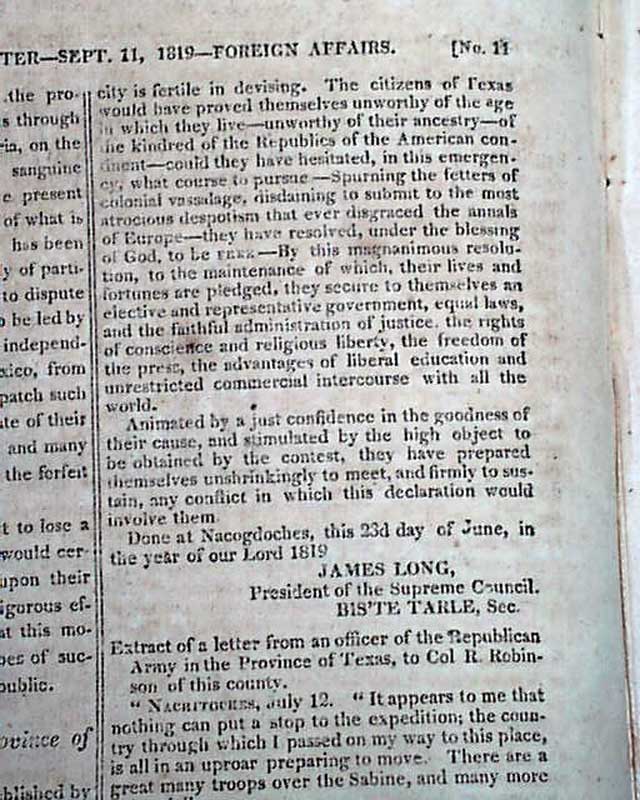 TER—SEPT. 11, 1819—FOREIGN AFFAIRS. [No. 11
the pro-
s through
ria, on the
sanguine
e present
of what is
has been
y of parti-
to dispute
o be led by
independ-
xico, from
patch such
ate of their
and many
the forfeit
t to lose a
would cer-
upon their
igorous ef-
at this mo-
pes of suc-
public.
ovince of
blished by
city is fertile in devising. The citizens of Texas
would have proved themselves unworthy of the age
in which they live—unworthy of their ancestry—of
the kindred of the Republics of the American con-
tinent—could they have hesitated, in this emergen-
cy, what course to pursue—Spurning the fetters of
colonial vassalage, disdaining to submit to the most
atrocious despotism that ever disgraced the annals
of Europe—they have resolved, under the blessing
of God, to be FREE—By this magnanimous resolu-
tion, to the maintenance of which, their lives and
fortunes are pledged, they secure to themselves an
elective and representative government, equal laws,
and the faithful administration of justice, the rights
of conscience and religious liberty, the freedom of
the press, the advantages of liberal education and
unrestricted commercial intercourse with all the
world.
Animated by a just confidence in the goodness of
their cause, and stimulated by the high object to
be obtained by the contest, they have prepared
themselves unshrinkingly to meet, and firmly to sus-
tain, any conflict in which this declaration would
involve them.
Done at Nacogdoches, this 23d day of June, in
the year of our Lord 1819
JAMES LONG,
President of the Supreme Council.
BIS'TE TARLE, Sec.
Extract of a letter from an officer of the Republican
Army in the Province of Texas, to Col R. Robin-
son of this county.
" NACHITOCHES, July 12. " It appears to me that
nothing can put a stop to the expedition; the coun-
try through which I passed on my way to this place,
is all in an uproar preparing to move. There are a
great many troops over the Sabine, and many more